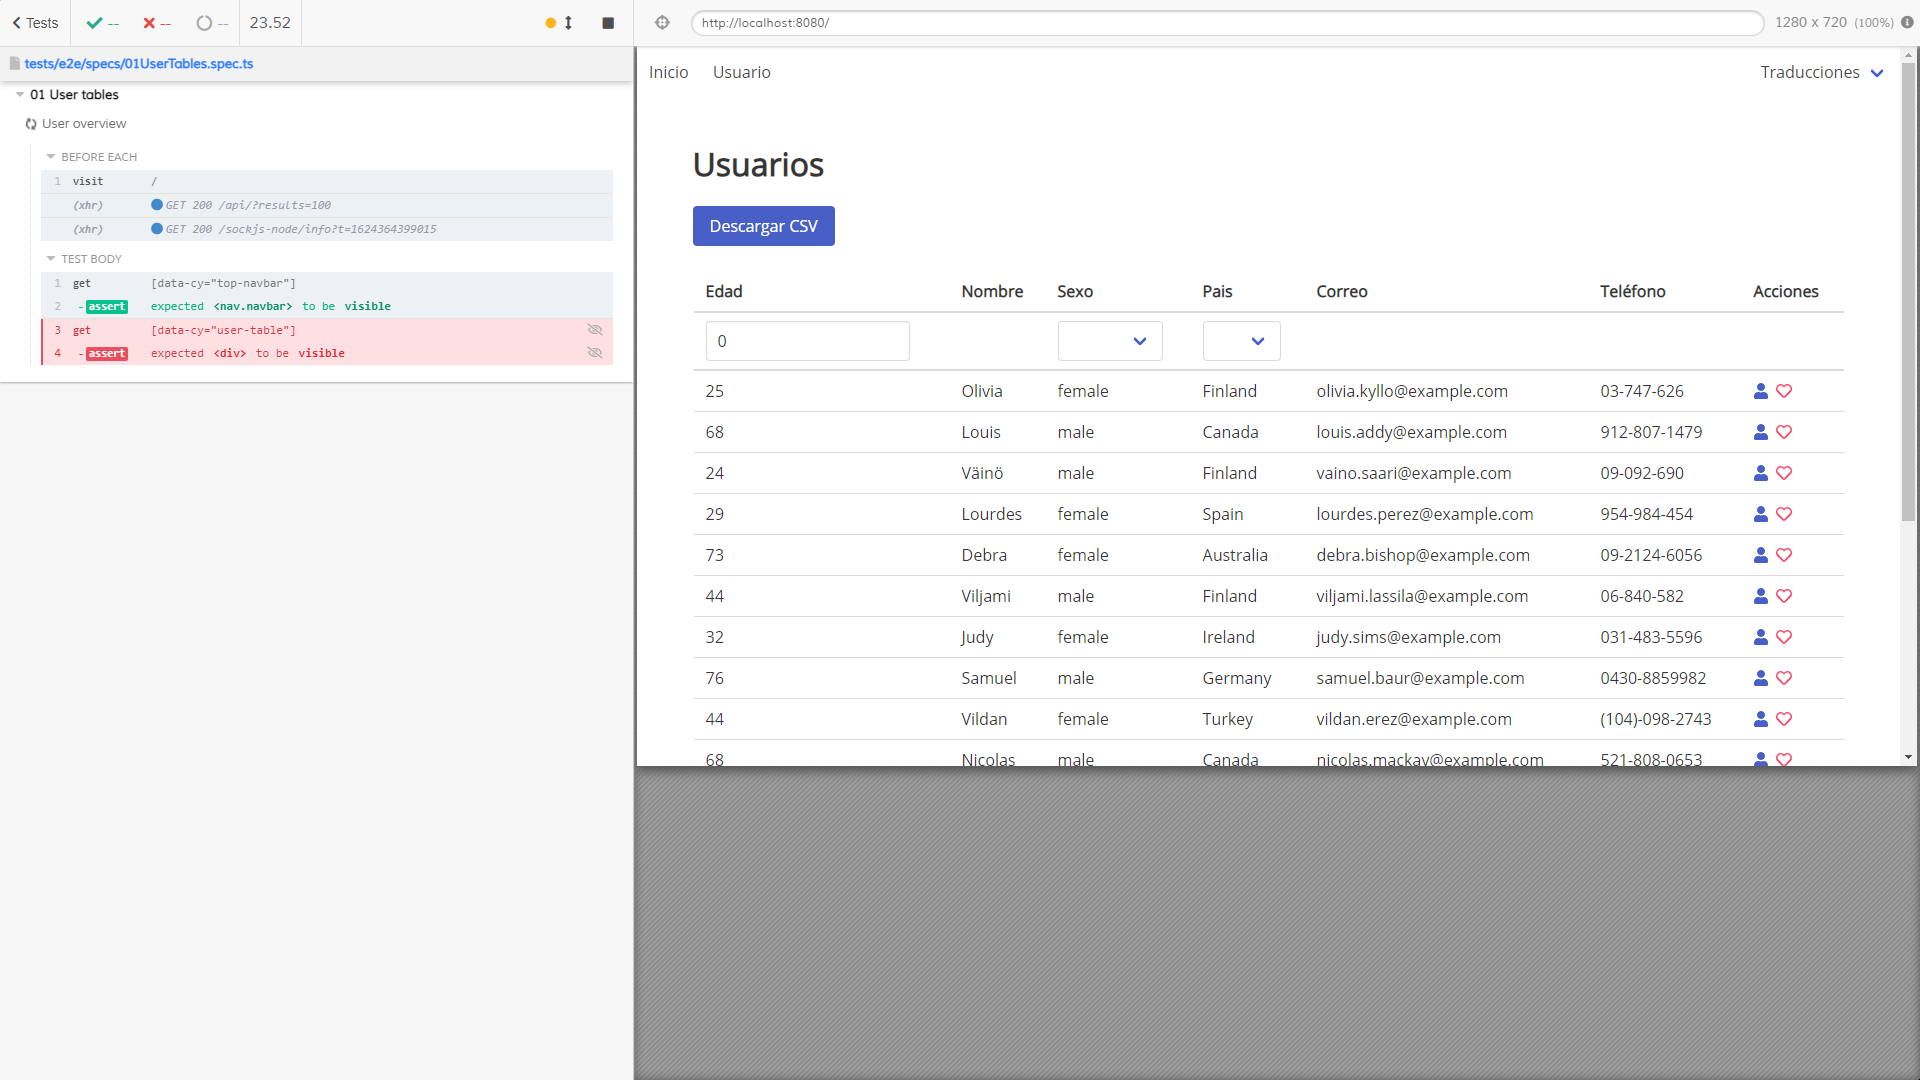 Tests -- -- -- 23.52
http://localhost:8080/ 1280 x 720 (100%)
tests/e2e/specs/01UserTables.spec.ts
01 User tables
User overview
BEFORE EACH
1 visit /
(xhr) GET 200 /api/?results=100
(xhr) GET 200 /sockjs-node/info?t=1624364399015
TEST BODY
1 get [data-cy="top-navbar"]
2 -assert expected <nav.navbar> to be visible
3 get [data-cy="user-table"]
4 -assert expected <div> to be visible
Inicio Usuario Traducciones
Usuarios
Descargar CSV
Edad Nombre Sexo Pais Correo Teléfono Acciones
0
25 Olivia female Finland olivia.kyllo@example.com 03-747-626
68 Louis male Canada louis.addy@example.com 912-807-1479
24 Väinö male Finland vaino.saari@example.com 09-092-690
29 Lourdes female Spain lourdes.perez@example.com 954-984-454
73 Debra female Australia debra.bishop@example.com 09-2124-6056
44 Viljami male Finland viljami.lassila@example.com 06-840-582
32 Judy female Ireland judy.sims@example.com 031-483-5596
76 Samuel male Germany samuel.baur@example.com 0430-8859982
44 Vildan female Turkey vildan.erez@example.com (104)-098-2743
68 Nicolas male Canada nicolas.mackay@example.com 521-808-0653